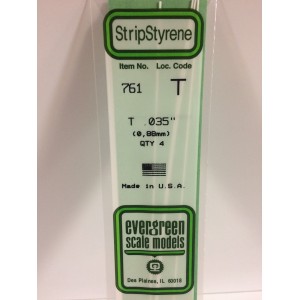 StripStyrene
Item No. Loc. Code
761 T
T .035"
(0,88mm)
QTY 4
Made in U.S.A.
evergreen
scale models
Des Plaines, IL 60018